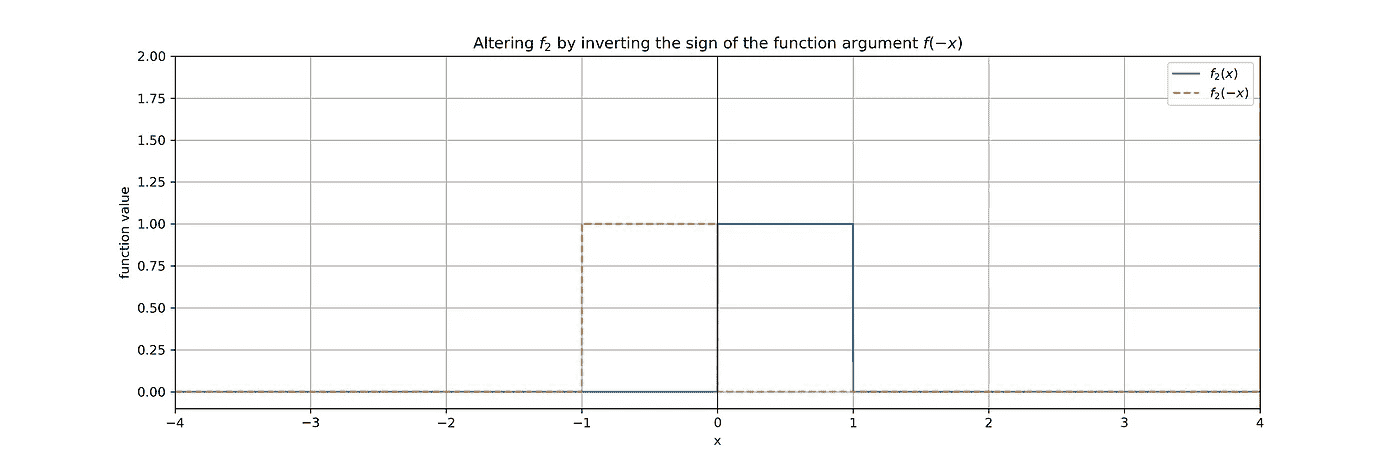 Altering f₂ by inverting the sign of the function argument f(−x)
f₂(x)
f₂(−x)
function value
2.00
1.75
1.50
1.25
1.00
0.75
0.50
0.25
0.00
−4 −3 −2 −1 0 1 2 3 4
x